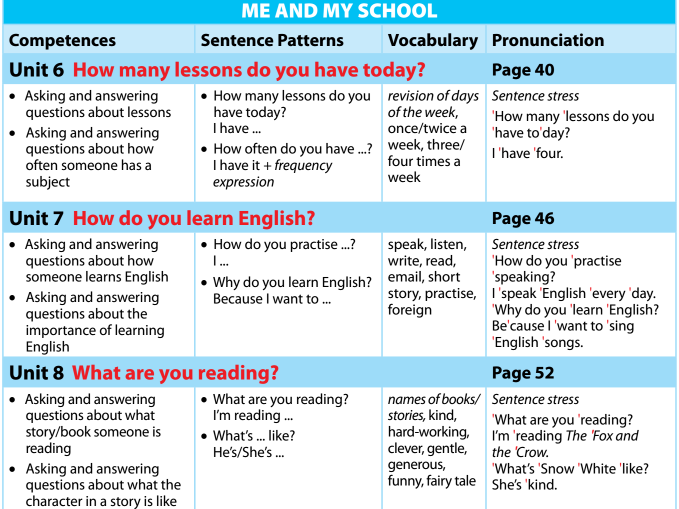 ME AND MY SCHOOL
Competences
Sentence Patterns
Vocabulary
Pronunciation
Unit 6 How many lessons do you have today?
Page 40
• Asking and answering
questions about lessons
• Asking and answering
questions about how
often someone has a
subject
• How many lessons do you
have today?
I have ...
• How often do you have ...?
I have it + frequency
expression
revision of days
of the week,
once/twice a
week, three/
four times a
week
Sentence stress
'How many 'lessons do you
'have to'day?
I 'have 'four.
Unit 7 How do you learn English?
Page 46
• Asking and answering
questions about how
someone learns English
• Asking and answering
questions about the
importance of learning
English
• How do you practise ...?
I ...
• Why do you learn English?
Because I want to ...
speak, listen,
write, read,
email, short
story, practise,
foreign
Sentence stress
'How do you 'practise
'speaking?
I 'speak 'English 'every 'day.
'Why do you 'learn 'English?
Be'cause I 'want to 'sing
'English 'songs.
Unit 8 What are you reading?
Page 52
• Asking and answering
questions about what
story/book someone is
reading
• Asking and answering
questions about what the
character in a story is like
• What are you reading?
I'm reading ...
• What's ... like?
He's/She's ...
names of books/
stories, kind,
hard-working,
clever, gentle,
generous,
funny, fairy tale
Sentence stress
'What are you 'reading?
I'm 'reading The 'Fox and
the 'Crow.
'What's 'Snow 'White 'like?
She's 'kind.